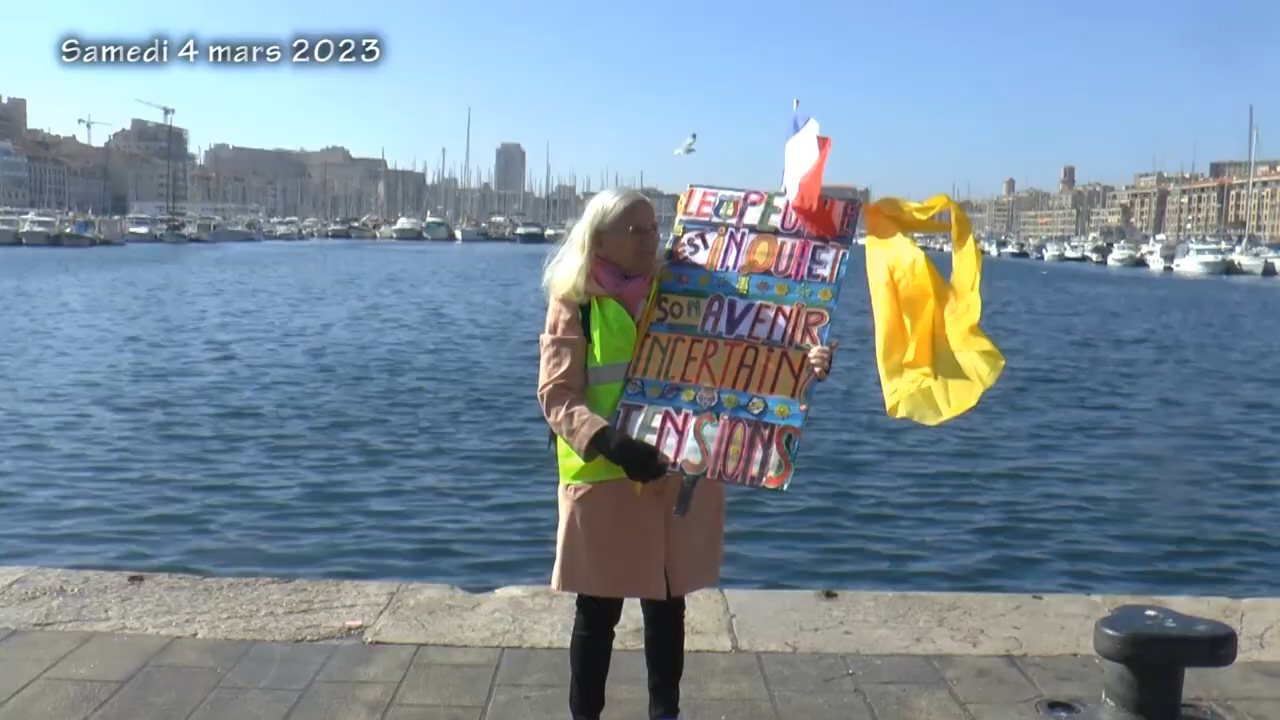 Samedi 4 mars 2023
LE PEUPLE
EST INQUIET
SON AVENIR
INCERTAIN
TENSIONS